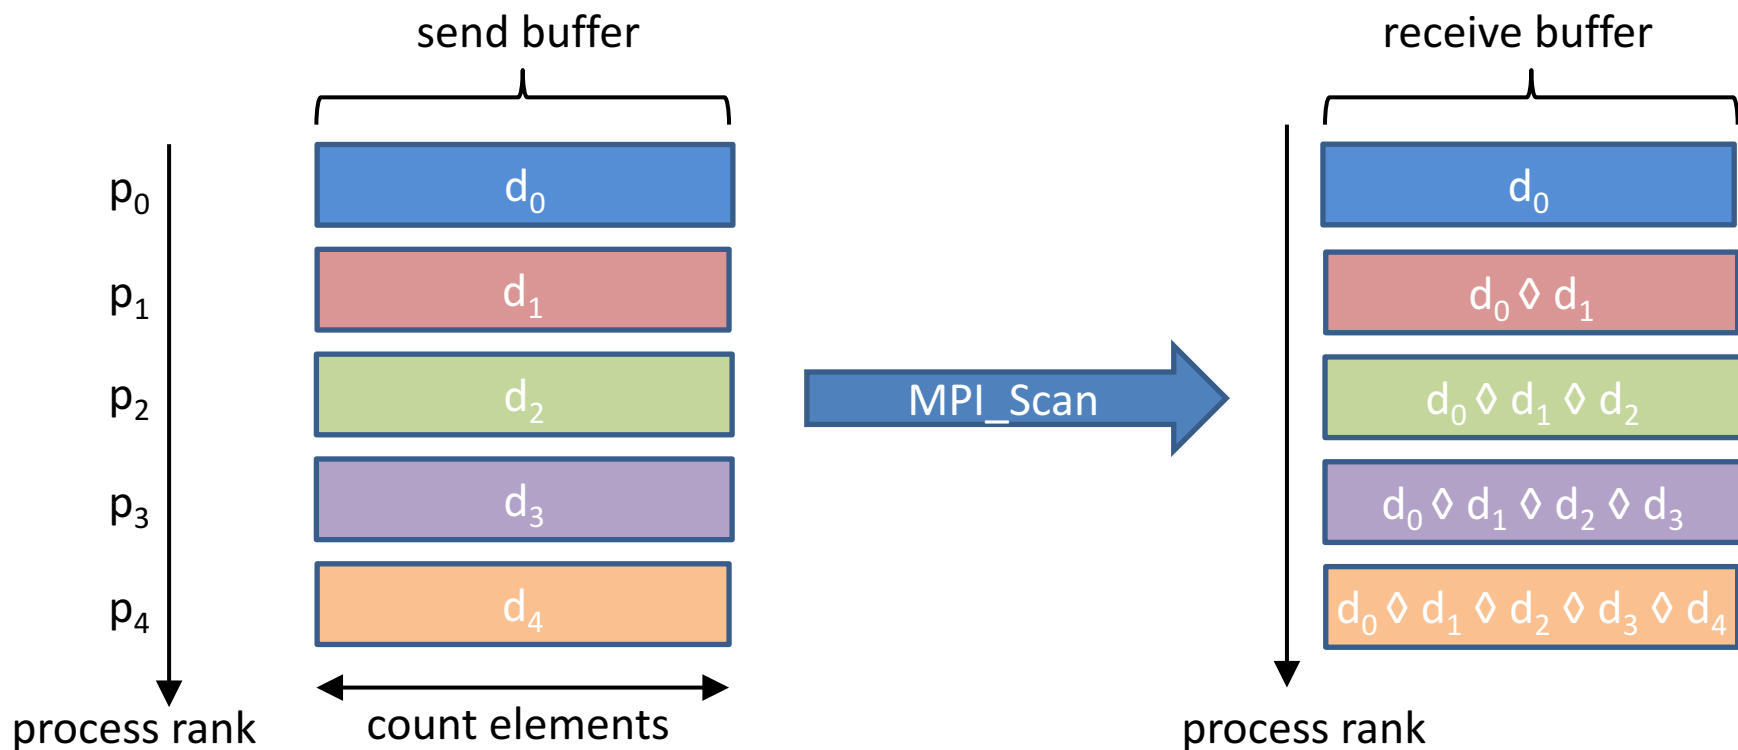 send buffer
receive buffer
p₀
d₀
d₀
p₁
d₁
d₀ ◊ d₁
p₂
d₂
MPI_Scan
d₀ ◊ d₁ ◊ d₂
p₃
d₃
d₀ ◊ d₁ ◊ d₂ ◊ d₃
p₄
d₄
d₀ ◊ d₁ ◊ d₂ ◊ d₃ ◊ d₄
process rank
count elements
process rank